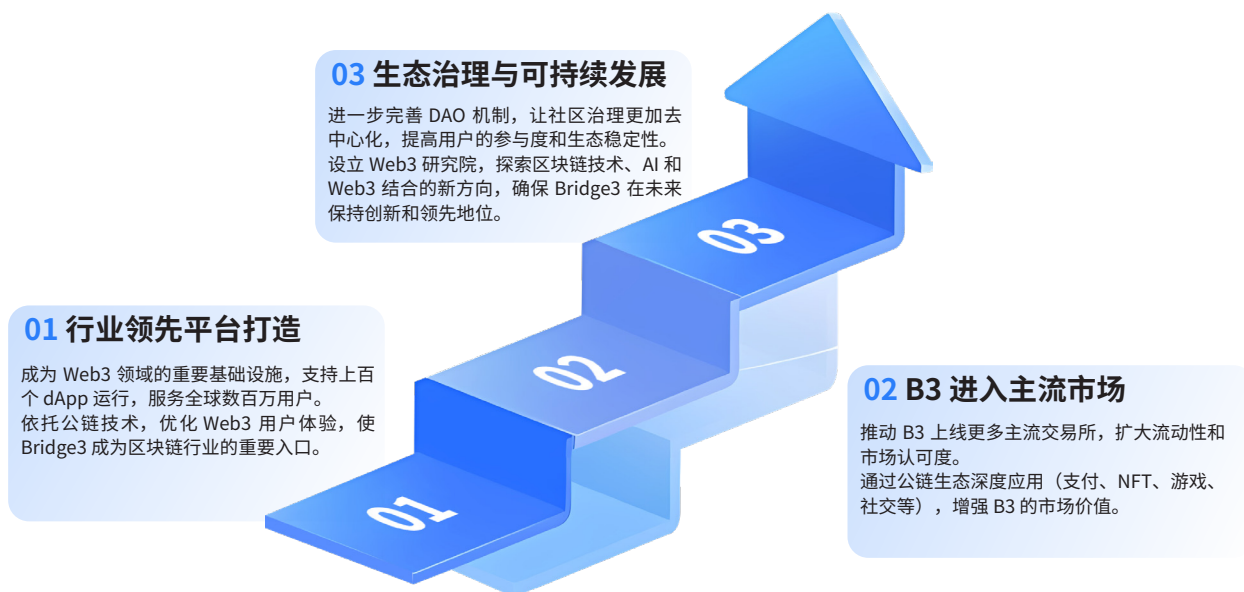 03 生态治理与可持续发展
进一步完善 DAO 机制，让社区治理更加去
中心化，提高用户的参与度和生态稳定性。
设立 Web3 研究院，探索区块链技术、AI 和
Web3 结合的新方向，确保 Bridge3 在未来
保持创新和领先地位。
03
01 行业领先平台打造
成为 Web3 领域的重要基础设施，支持上百
个 dApp 运行，服务全球数百万用户。
依托公链技术，优化 Web3 用户体验，使
Bridge3 成为区块链行业的重要入口。
02
02 B3 进入主流市场
推动 B3 上线更多主流交易所，扩大流动性和
市场认可度。
通过公链生态深度应用（支付、NFT、游戏、
社交等），增强 B3 的市场价值。
01